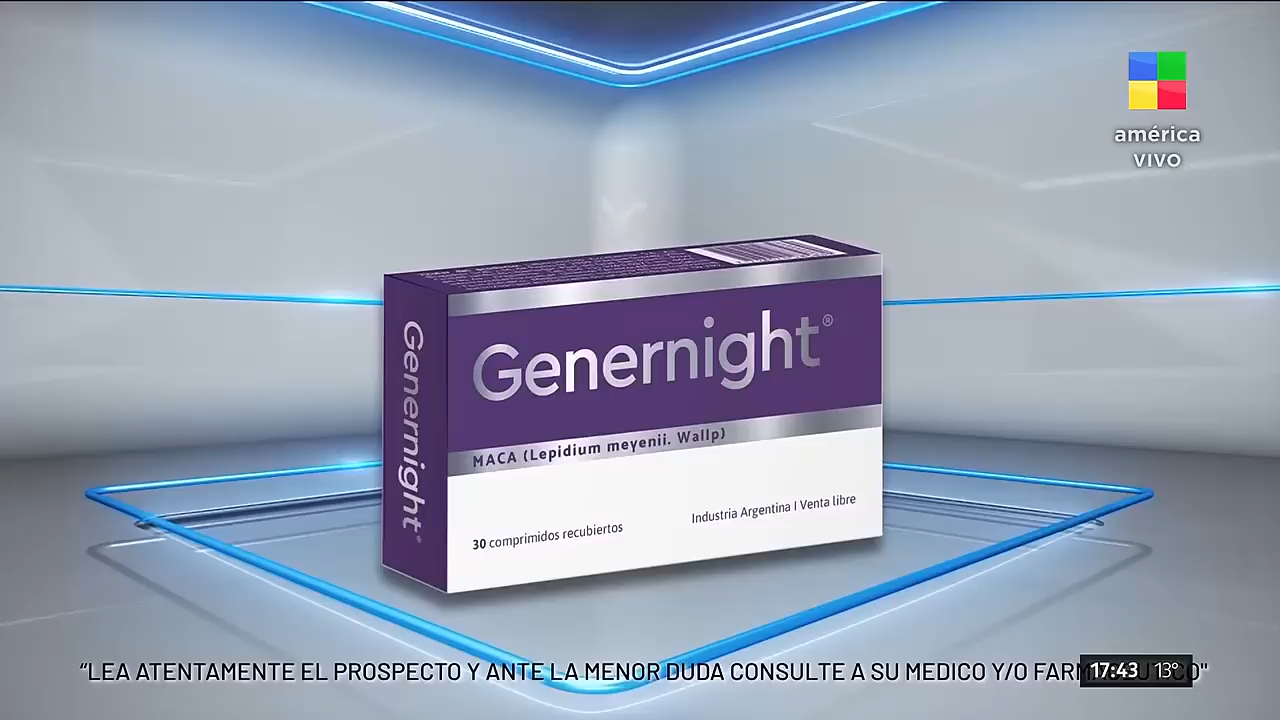 américa
VIVO
Genernight®
Genernight®
MACA (Lepidium meyenii. Wallp)
30 comprimidos recubiertos
Industria Argentina | Venta libre
“LEA ATENTAMENTE EL PROSPECTO Y ANTE LA MENOR DUDA CONSULTE A SU MEDICO Y/O
17:43 13°